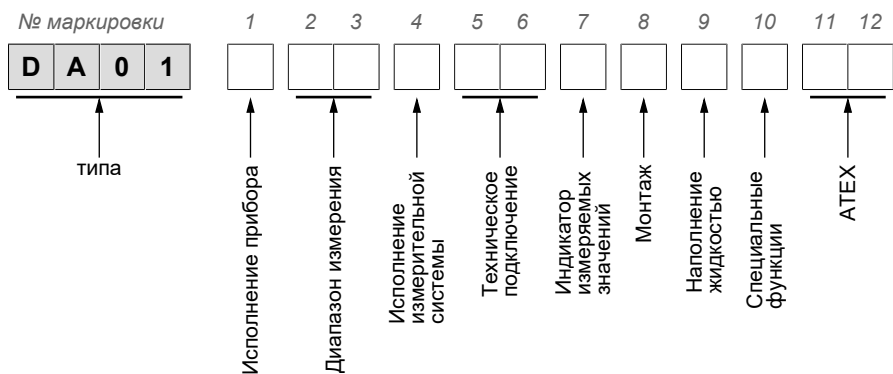 № маркировки 1 2 3 4 5 6 7 8 9 10 11 12
D A 0 1
типа
Исполнение прибора
Диапазон измерения
Исполнение
измерительной
системы
Техническое
подключение
Индикатор
измеряемых
значений
Монтаж
Наполнение
жидкостью
Специальные
функции
ATEX